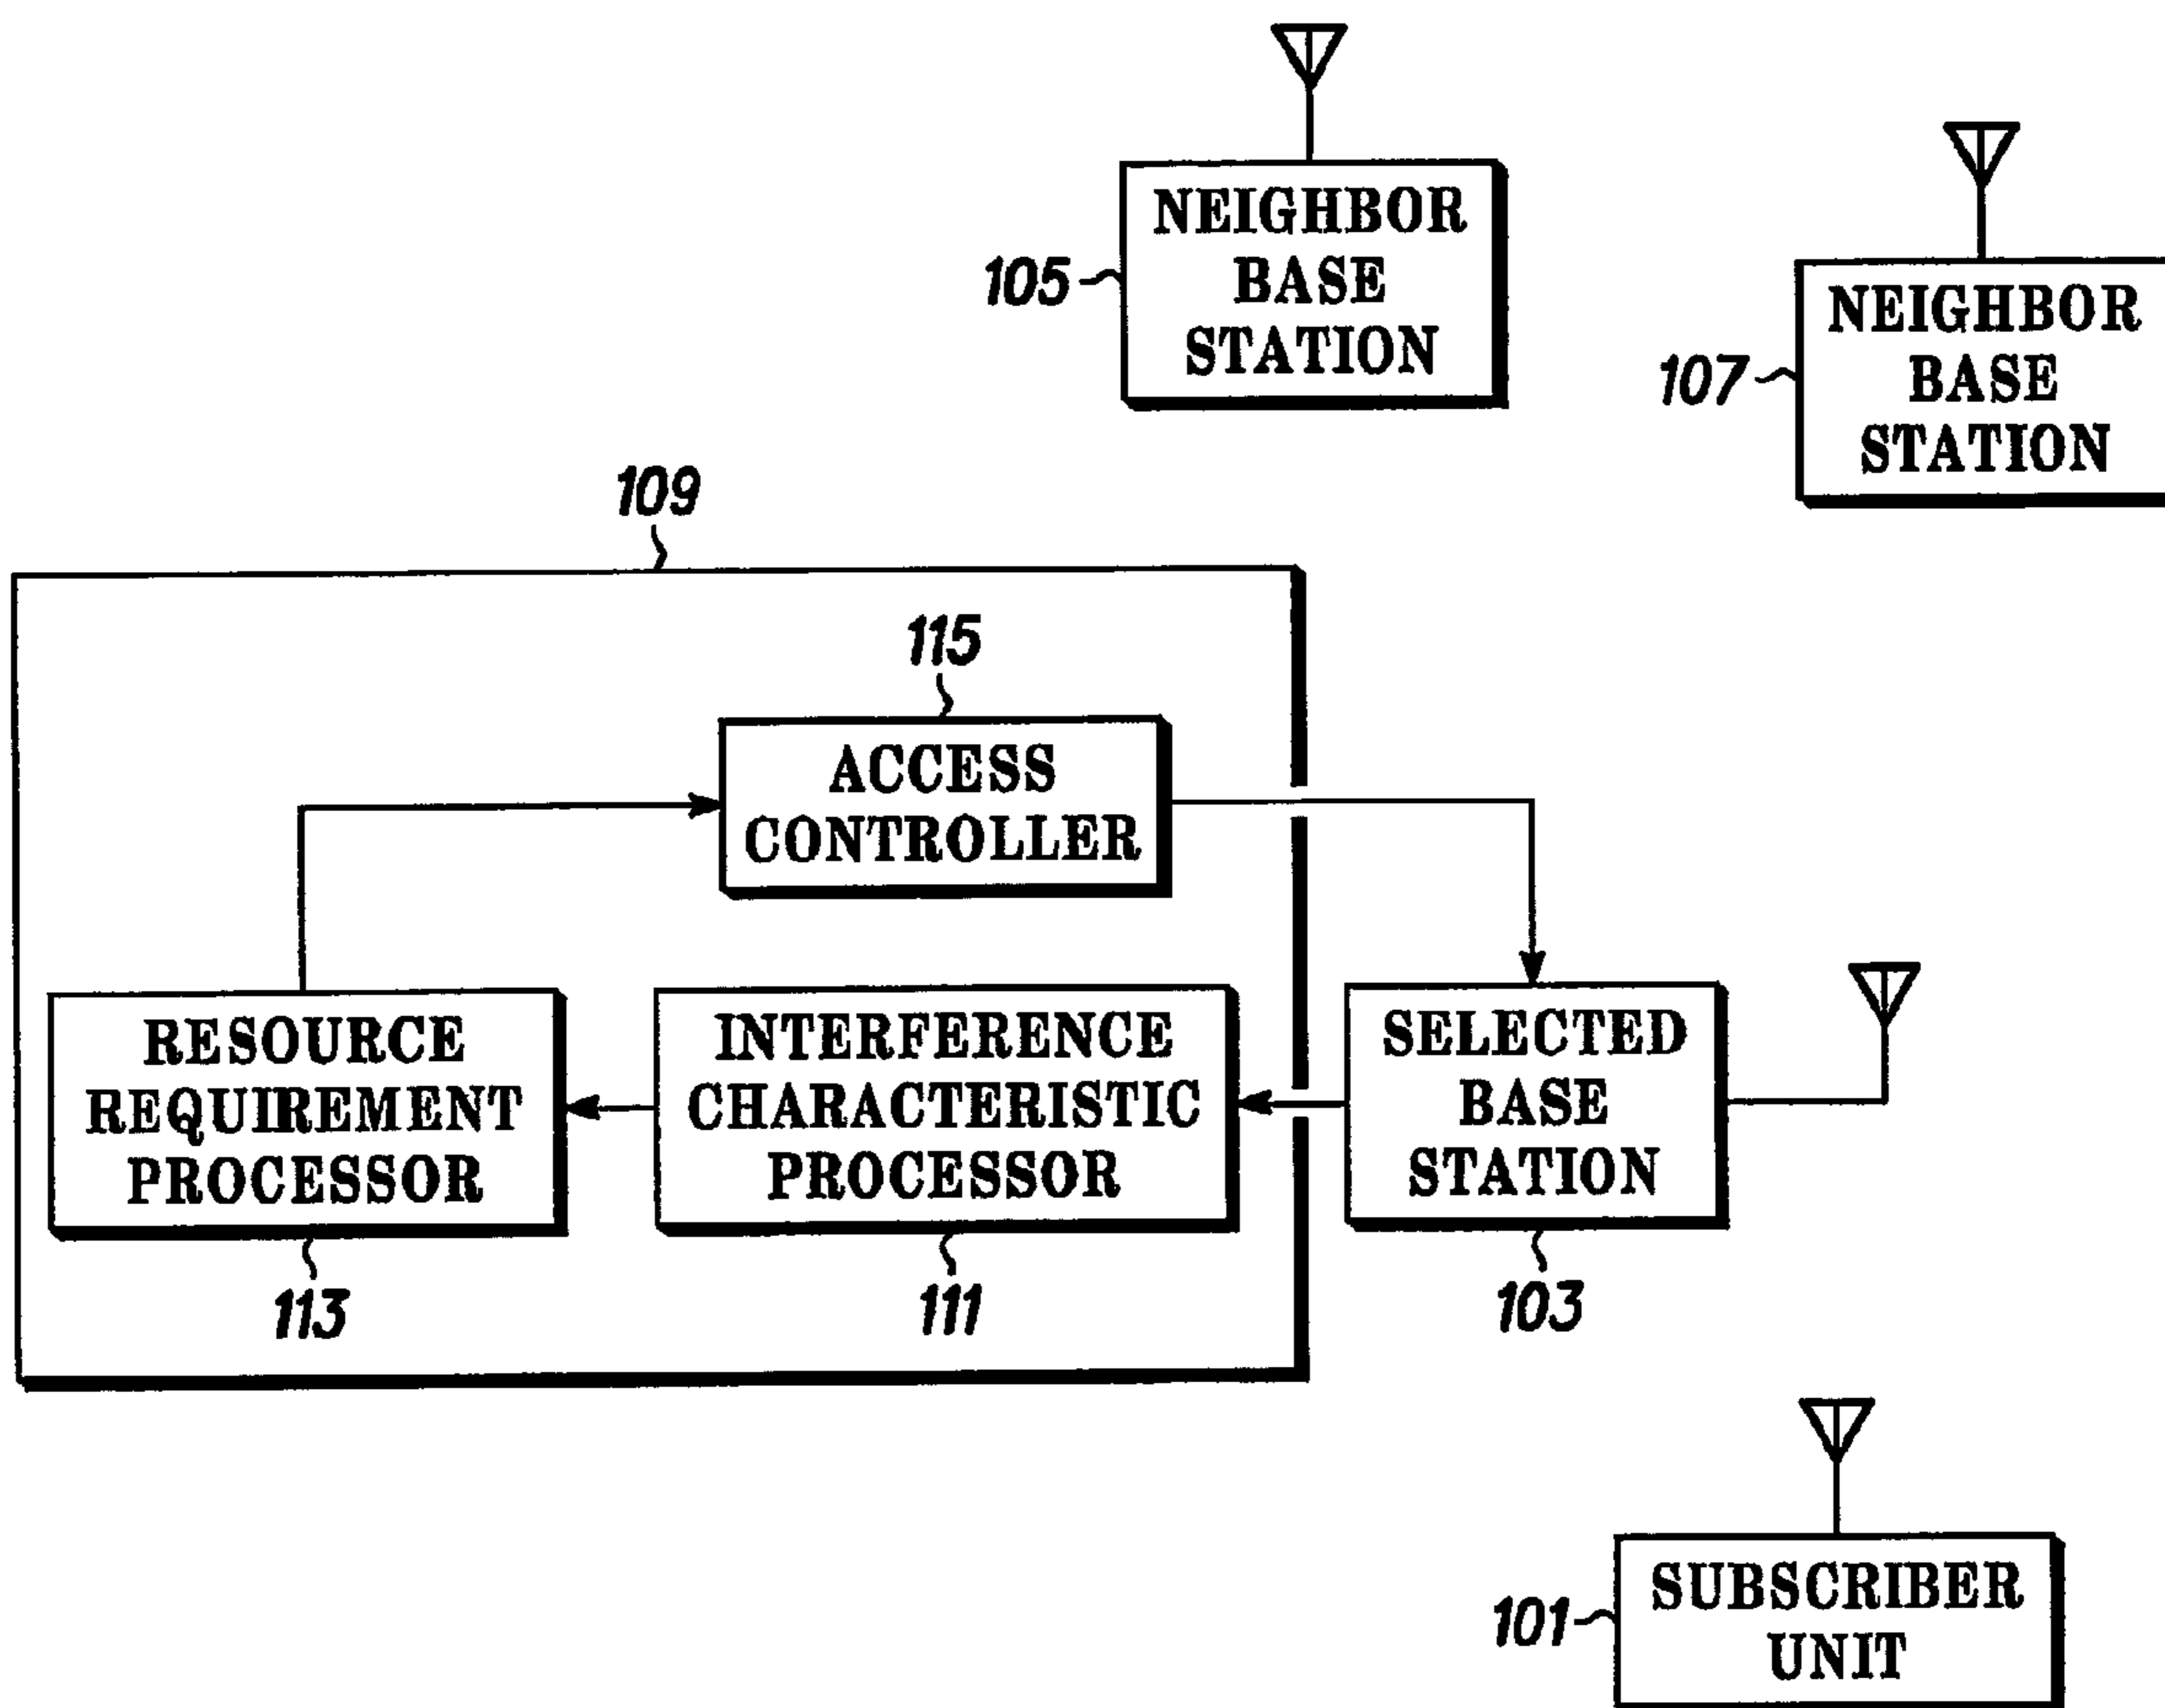 NEIGHBOR
BASE
STATION
105
NEIGHBOR
BASE
STATION
107
109
115
ACCESS
CONTROLLER
RESOURCE
REQUIREMENT
PROCESSOR
113
INTERFERENCE
CHARACTERISTIC
PROCESSOR
111
SELECTED
BASE
STATION
103
101
SUBSCRIBER
UNIT